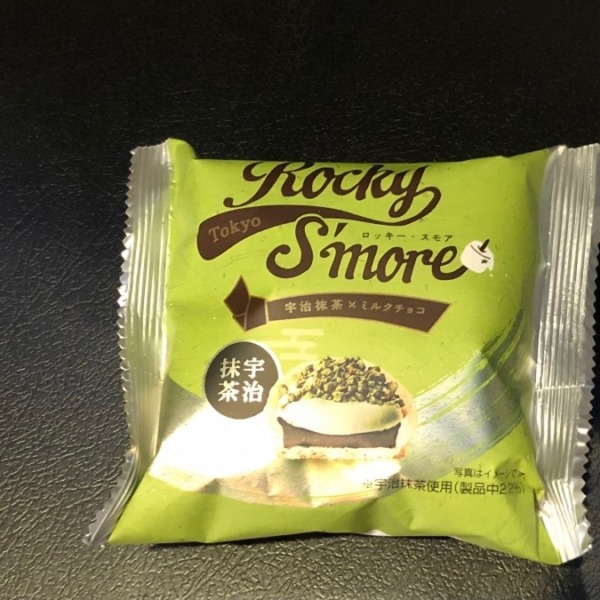 Rocky
Tokyo
S'more
ロッキー・スモア
宇治抹茶×ミルクチョコ
宇治
抹茶
写真はイメージです
※宇治抹茶使用(製品中2.2%)